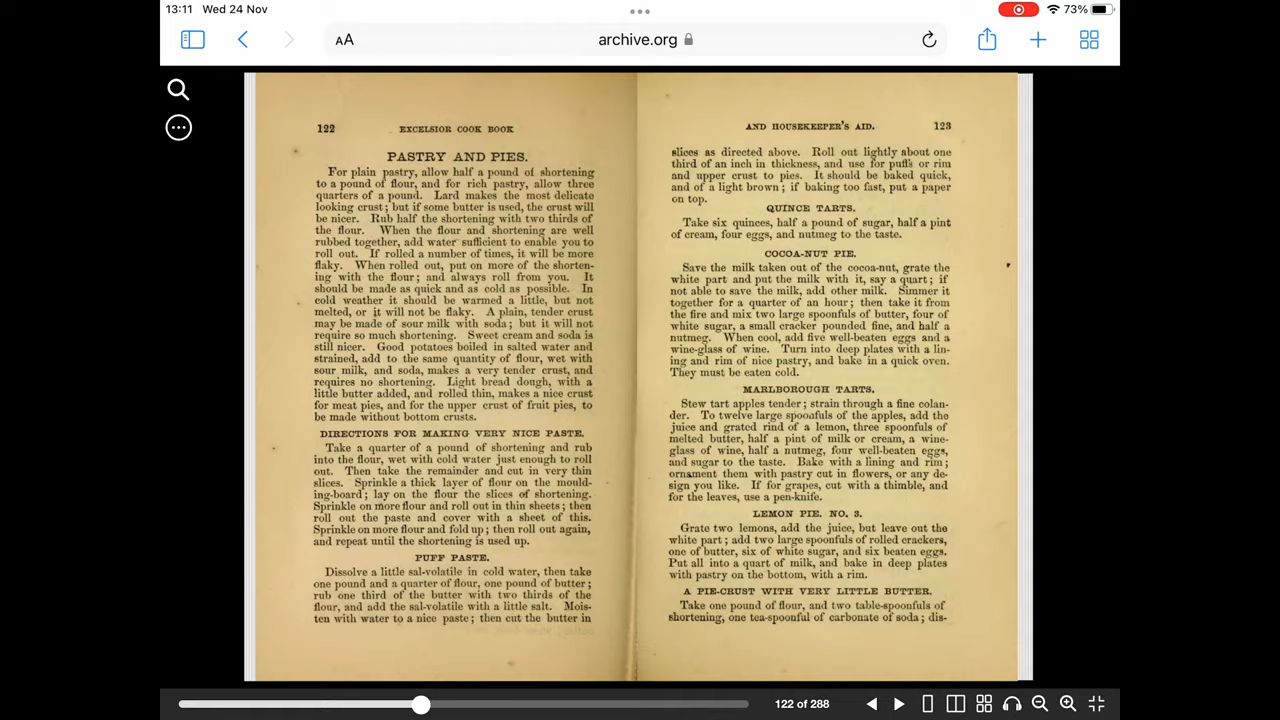 13:11 Wed 24 Nov
73%
AA
archive.org
122 EXCELSIOR COOK BOOK
PASTRY AND PIES.
For plain pastry, allow half a pound of shortening
to a pound of flour, and for rich pastry, allow three
quarters of a pound. Lard makes the most delicate
looking crust; but if some butter is used, the crust will
be nicer. Rub half the shortening with two thirds of
the flour. When the flour and shortening are well
rubbed together, add water sufficient to enable you to
roll out. If rolled a number of times, it will be more
flaky. When rolled out, put on more of the shorten-
ing with the flour; and always roll from you. It
should be made as quick and as cold as possible. In
cold weather it should be warmed a little, but not
melted, or it will not be flaky. A plain, tender crust
may be made of sour milk with soda; but it will not
require so much shortening. Sweet cream and soda is
still nicer. Good potatoes boiled in salted water and
strained, add to the same quantity of flour, wet with
sour milk, and soda, makes a very tender crust, and
requires no shortening. Light bread dough, with a
little butter added, and rolled thin, makes a nice crust
for meat pies, and for the upper crust of fruit pies, to
be made without bottom crusts.
DIRECTIONS FOR MAKING VERY NICE PASTE.
Take a quarter of a pound of shortening and rub
into the flour, wet with cold water just enough to roll
out. Then take the remainder and cut in very thin
slices. Sprinkle a thick layer of flour on the mould-
ing-board; lay on the flour the slices of shortening.
Sprinkle on more flour and roll out in thin sheets; then
roll out the paste and cover with a sheet of this.
Sprinkle on more flour and fold up; then roll out again,
and repeat until the shortening is used up.
PUFF PASTE.
Dissolve a little sal-volatile in cold water, then take
one pound and a quarter of flour, one pound of butter;
rub one third of the butter with two thirds of the
flour, and add the sal-volatile with a little salt. Mois-
ten with water to a nice paste; then cut the butter in
AND HOUSEKEEPER'S AID. 123
slices as directed above. Roll out lightly about one
third of an inch in thickness, and use for puffs or rim
and upper crust to pies. It should be baked quick,
and of a light brown; if baking too fast, put a paper
on top.
QUINCE TARTS.
Take six quinces, half a pound of sugar, half a pint
of cream, four eggs, and nutmeg to the taste.
COCOA-NUT PIE.
Save the milk taken out of the cocoa-nut, grate the
white part and put the milk with it, say a quart; if
not able to save the milk, add other milk. Simmer it
together for a quarter of an hour; then take it from
the fire and mix two large spoonfuls of butter, four of
white sugar, a small cracker pounded fine, and half a
nutmeg. When cool, add five well-beaten eggs and a
wine-glass of wine. Turn into deep plates with a lin-
ing and rim of nice pastry, and bake in a quick oven.
They must be eaten cold.
MARLBOROUGH TARTS.
Stew tart apples tender; strain through a fine colan-
der. To twelve large spoonfuls of the apples, add the
juice and grated rind of a lemon, three spoonfuls of
melted butter, half a pint of milk or cream, a wine-
glass of wine, half a nutmeg, four well-beaten eggs,
and sugar to the taste. Bake with a lining and rim;
ornament them with pastry cut in flowers, or any de-
sign you like. If for grapes, cut with a thimble, and
for the leaves, use a pen-knife.
LEMON PIE. NO. 3.
Grate two lemons, add the juice, but leave out the
white part; add two large spoonfuls of rolled crackers,
one of butter, six of white sugar, and six beaten eggs.
Put all into a quart of milk, and bake in deep plates
with pastry on the bottom, with a rim.
A PIE-CRUST WITH VERY LITTLE BUTTER.
Take one pound of flour, and two table-spoonfuls of
shortening, one tea-spoonful of carbonate of soda; dis-
122 of 288